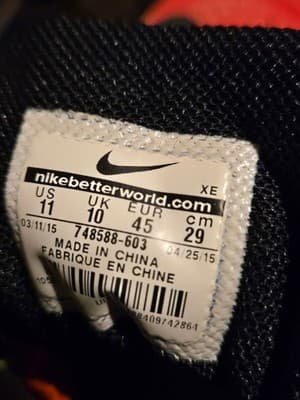 nikebetterworld.com
XE
US UK EUR cm
11 10 45 29
03/11/15 748588-603 04/25/15
MADE IN CHINA
FABRIQUE EN CHINE